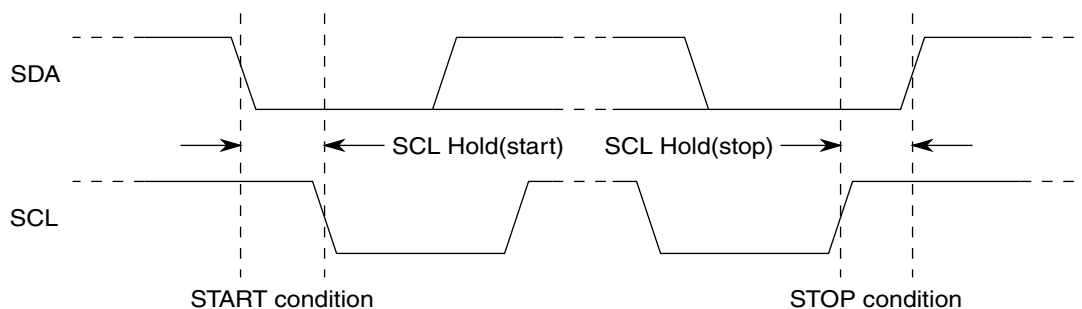 SDA
SCL Hold(start)
SCL Hold(stop)
SCL
START condition
STOP condition